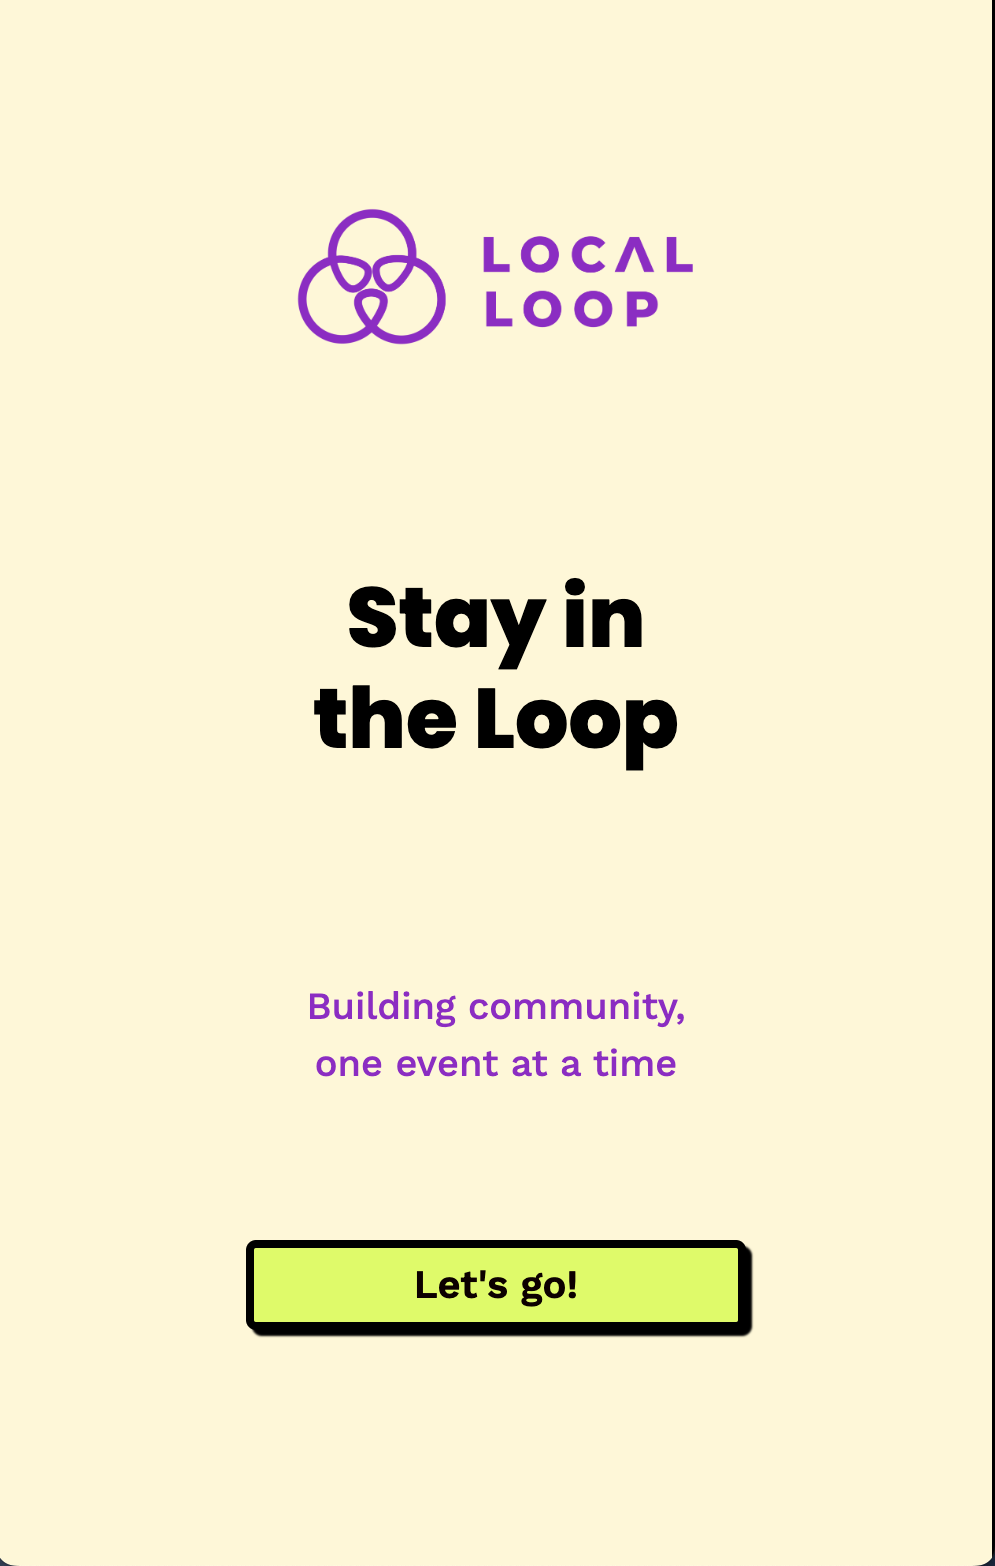 LOCAL
LOOP
Stay in
the Loop
Building community,
one event at a time
Let's go!